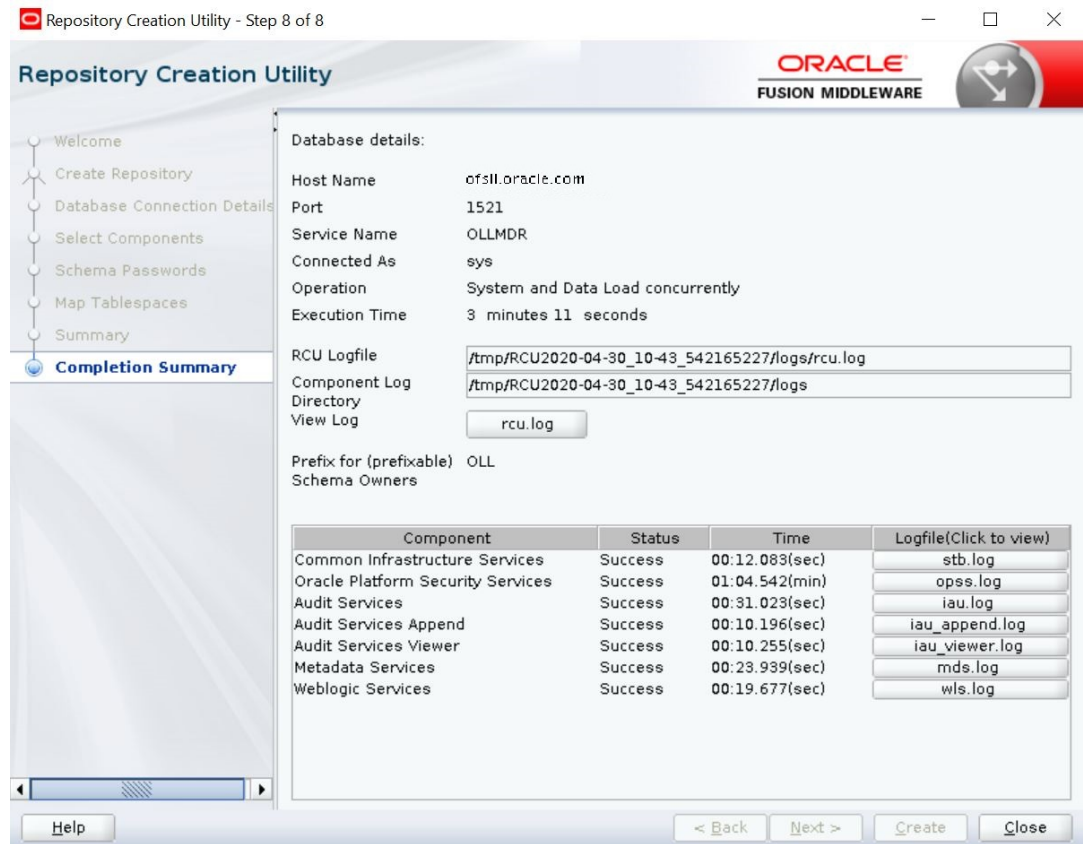 Repository Creation Utility - Step 8 of 8
Repository Creation Utility
ORACLE
FUSION MIDDLEWARE
Welcome
Create Repository
Database Connection Details
Select Components
Schema Passwords
Map Tablespaces
Summary
Completion Summary
Database details:
Host Name ofsll.oracle.com
Port 1521
Service Name OLLMDR
Connected As sys
Operation System and Data Load concurrently
Execution Time 3 minutes 11 seconds
RCU Logfile /tmp/RCU2020-04-30_10-43_542165227/logs/rcu.log
Component Log /tmp/RCU2020-04-30_10-43_542165227/logs
Directory
View Log rcu.log
Prefix for (prefixable) OLL
Schema Owners
Component Status Time Logfile(Click to view)
Common Infrastructure Services Success 00:12.083(sec) stb.log
Oracle Platform Security Services Success 01:04.542(min) opss.log
Audit Services Success 00:31.023(sec) iau.log
Audit Services Append Success 00:10.196(sec) iau_append.log
Audit Services Viewer Success 00:10.255(sec) iau_viewer.log
Metadata Services Success 00:23.939(sec) mds.log
Weblogic Services Success 00:19.677(sec) wls.log
Help < Back Next > Create Close